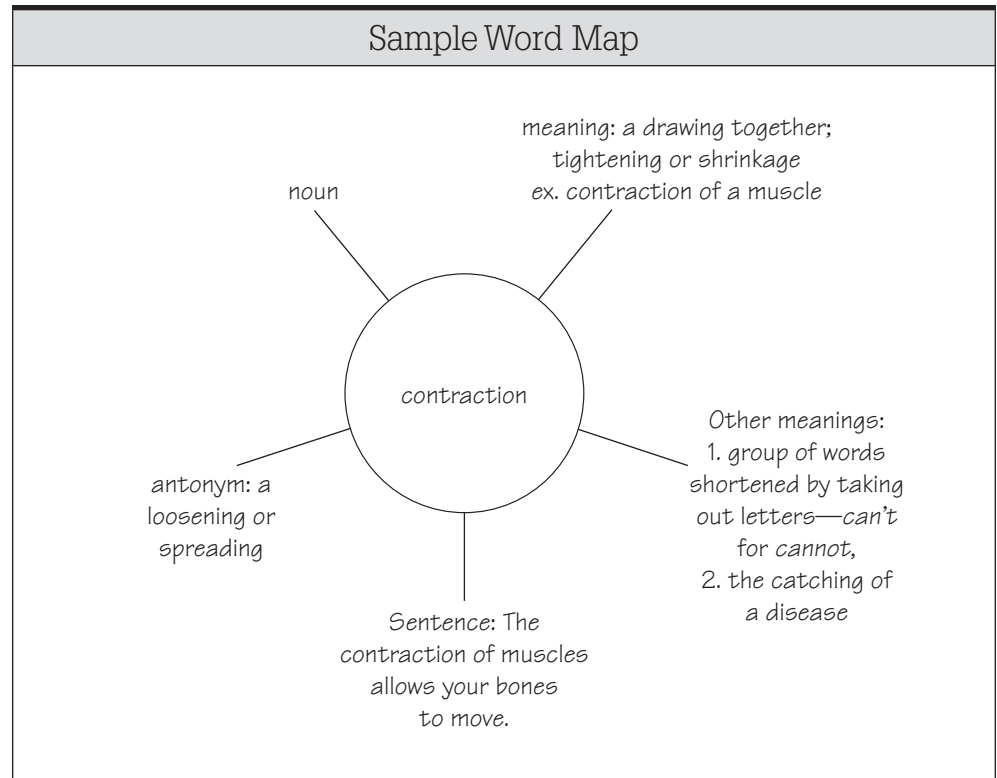 Sample Word Map
noun
meaning: a drawing together;
tightening or shrinkage
ex. contraction of a muscle
contraction
antonym: a
loosening or
spreading
Other meanings:
1. group of words
shortened by taking
out letters—can't
for cannot,
2. the catching of
a disease
Sentence: The
contraction of muscles
allows your bones
to move.